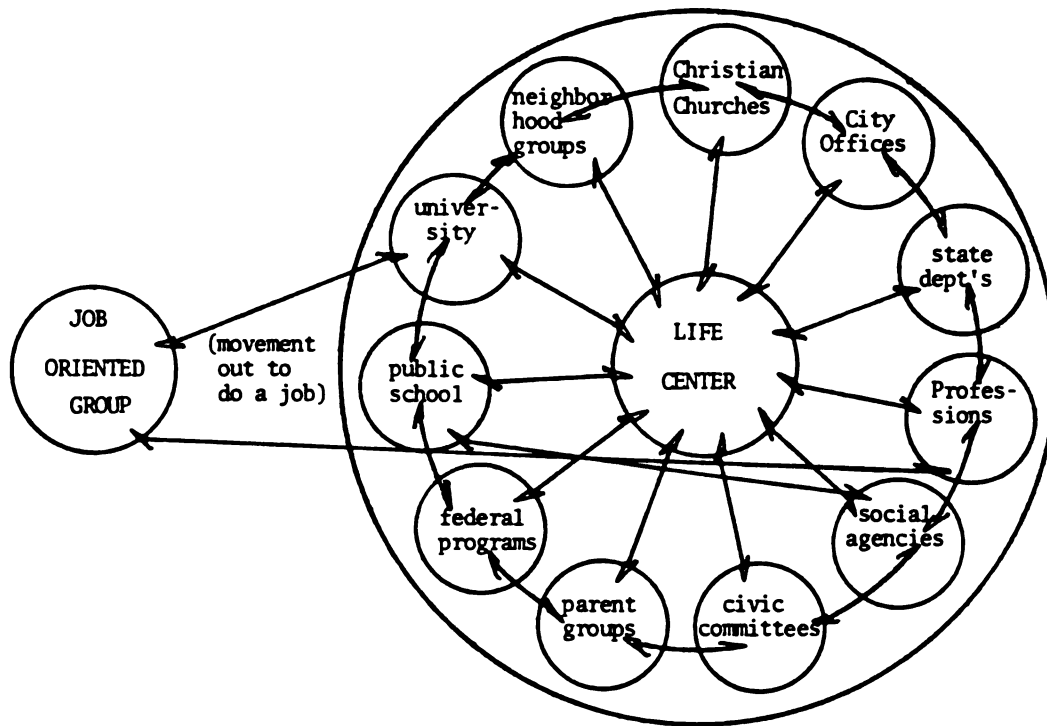 Christian
Churches
neighbor
hood
groups
City
Offices
univer-
sity
state
dept's
JOB
ORIENTED
GROUP
(movement
out to
do a job)
public
school
LIFE
CENTER
Profes-
sions
federal
programs
social
agencies
parent
groups
civic
committees